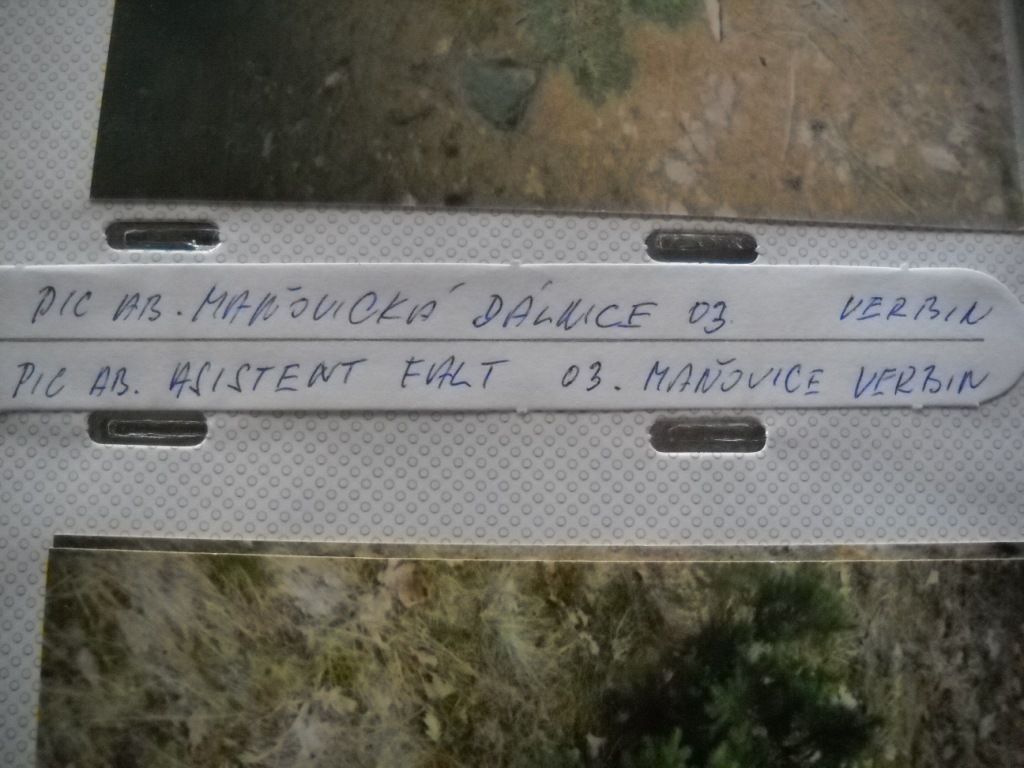 PIC AB. MAŇOVICKÁ DÁLNICE 03. VERBIN
PIC AB. ASISTENT EVALT 03. MAŇOVICE VERBIN